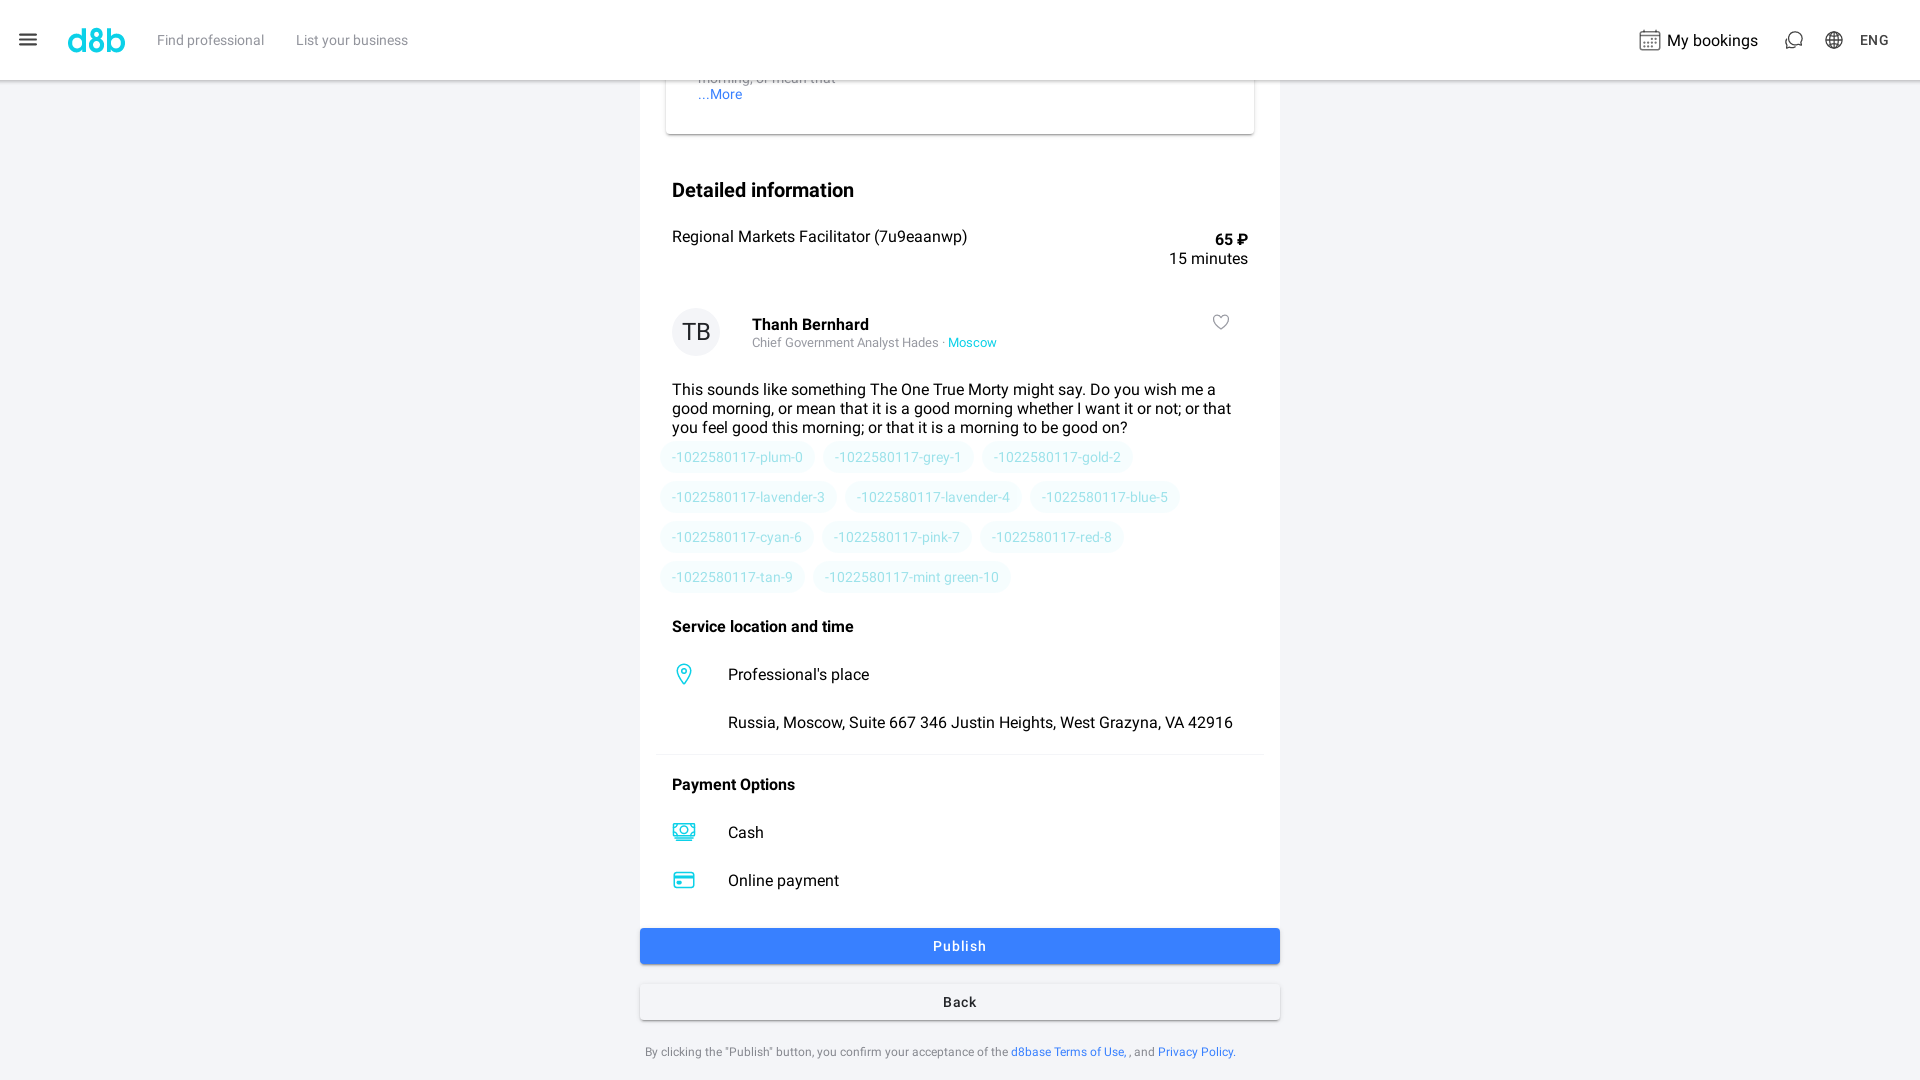 d8b
Find professional
List your business
My bookings
ENG
morning, or mean that
...More
Detailed information
Regional Markets Facilitator (7u9eaanwp)
65 ₽
15 minutes
TB
Thanh Bernhard
Chief Government Analyst Hades · Moscow
This sounds like something The One True Morty might say. Do you wish me a
good morning, or mean that it is a good morning whether I want it or not; or that
you feel good this morning; or that it is a morning to be good on?
-1022580117-plum-0
-1022580117-grey-1
-1022580117-gold-2
-1022580117-lavender-3
-1022580117-lavender-4
-1022580117-blue-5
-1022580117-cyan-6
-1022580117-pink-7
-1022580117-red-8
-1022580117-tan-9
-1022580117-mint green-10
Service location and time
Professional's place
Russia, Moscow, Suite 667 346 Justin Heights, West Grazyna, VA 42916
Payment Options
Cash
Online payment
Publish
Back
By clicking the "Publish" button, you confirm your acceptance of the d8base Terms of Use, , and Privacy Policy.